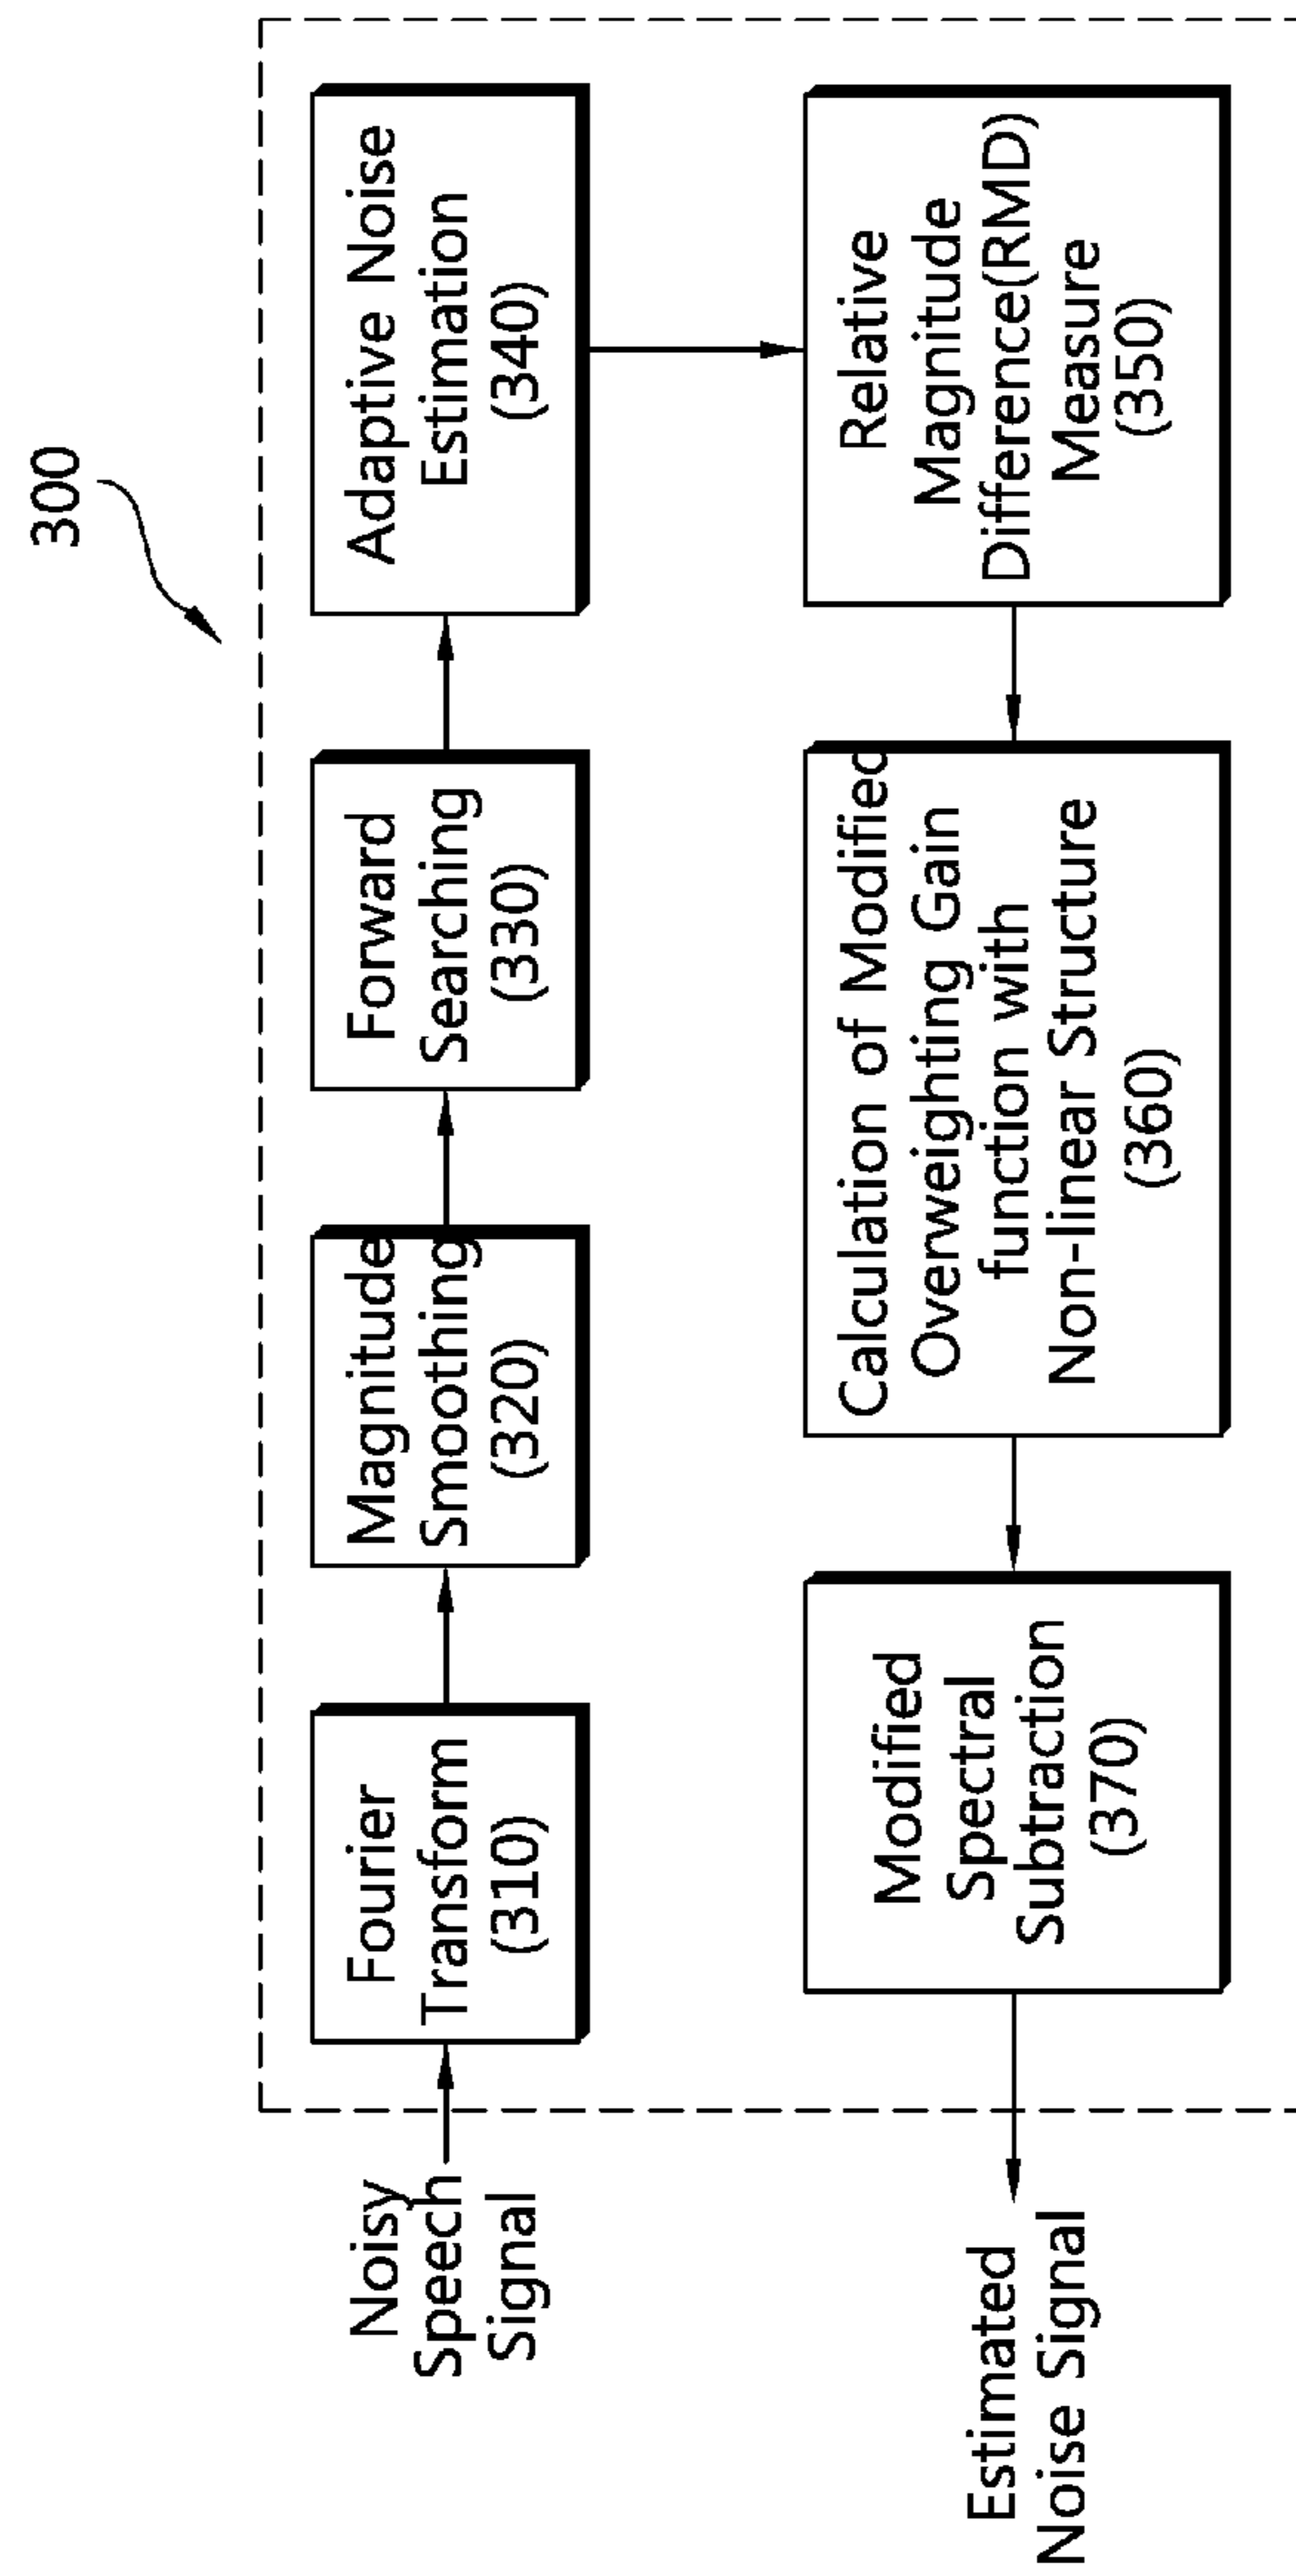 300
Noisy
Speech
Signal
Fourier
Transform
(310)
Magnitude
Smoothing
(320)
Forward
Searching
(330)
Adaptive Noise
Estimation
(340)
Relative
Magnitude
Difference(RMD)
Measure
(350)
Calculation of Modified
Overweighting Gain
function with
Non-linear Structure
(360)
Modified
Spectral
Subtraction
(370)
Estimated
Noise Signal